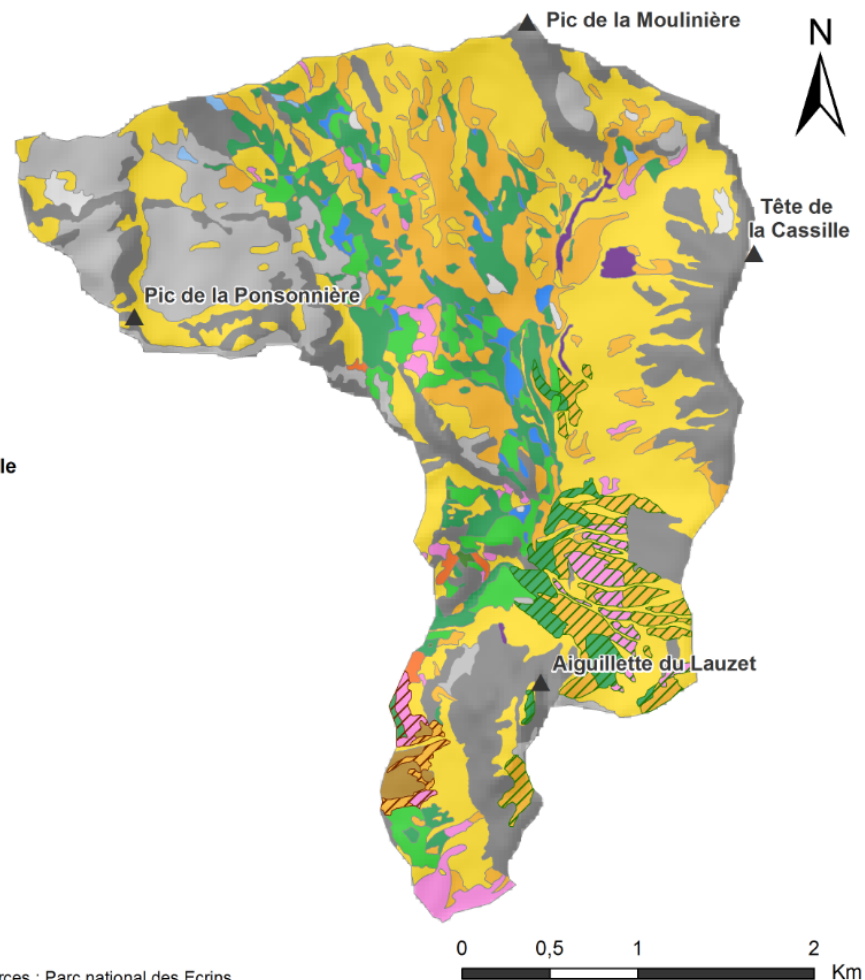 Pic de la Moulinière
N
Tête de
la Cassille
Pic de la Ponsonnière
le
Aiguillette du Lauzet
0 0,5 1 2
Km
rces : Parc national des Ecrins